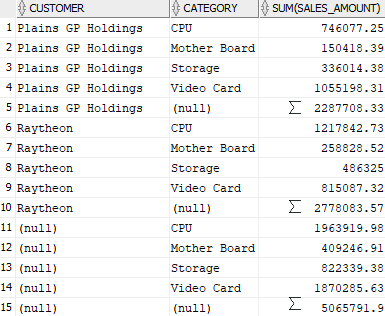 CUSTOMER CATEGORY SUM(SALES_AMOUNT)
1 Plains GP Holdings CPU 746077.25
2 Plains GP Holdings Mother Board 150418.39
3 Plains GP Holdings Storage 336014.38
4 Plains GP Holdings Video Card 1055198.31
5 Plains GP Holdings (null) Σ 2287708.33
6 Raytheon CPU 1217842.73
7 Raytheon Mother Board 258828.52
8 Raytheon Storage 486325
9 Raytheon Video Card 815087.32
10 Raytheon (null) Σ 2778083.57
11 (null) CPU 1963919.98
12 (null) Mother Board 409246.91
13 (null) Storage 822339.38
14 (null) Video Card 1870285.63
15 (null) (null) Σ 5065791.9